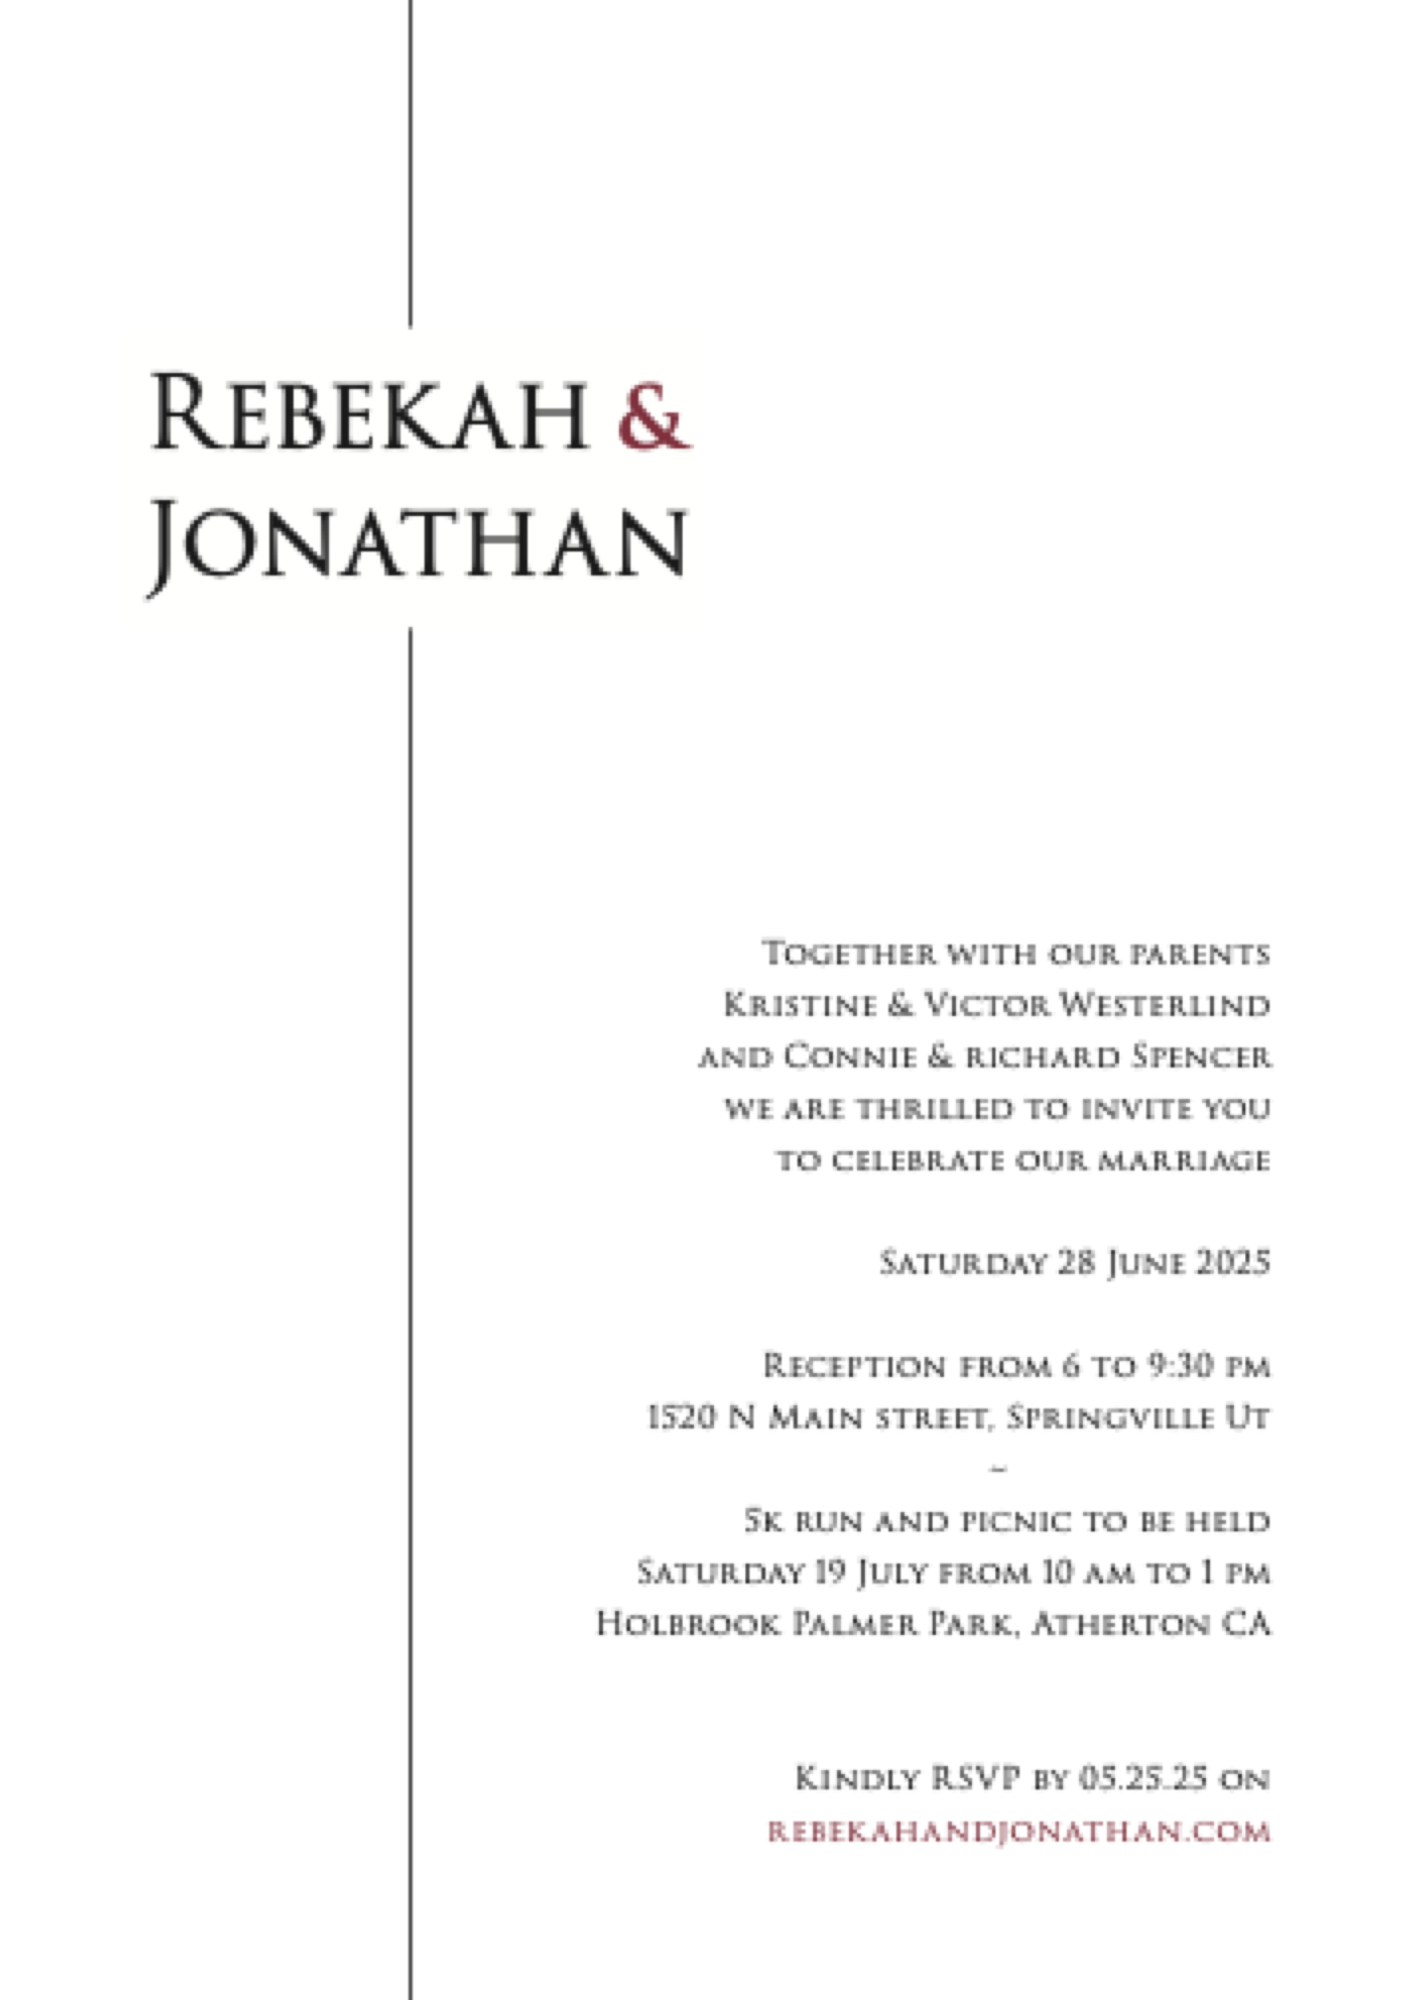 Rebekah &
Jonathan
Together with our parents
Kristine & Victor Westerlind
and Connie & richard Spencer
we are thrilled to invite you
to celebrate our marriage
Saturday 28 June 2025
Reception from 6 to 9:30 pm
1520 N Main street, Springville Ut
~
5k run and picnic to be held
Saturday 19 July from 10 am to 1 pm
Holbrook Palmer Park, Atherton CA
Kindly RSVP by 05.25.25 on
rebekahandjonathan.com